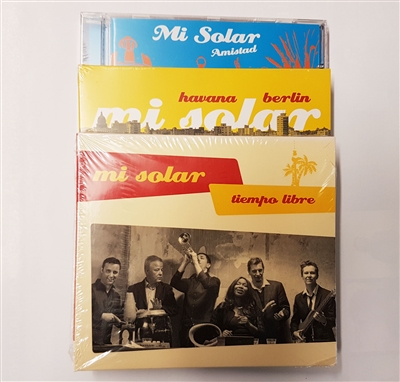 Mi Solar
Amistad
havana berlin
mi solar
mi solar
tiempo libre